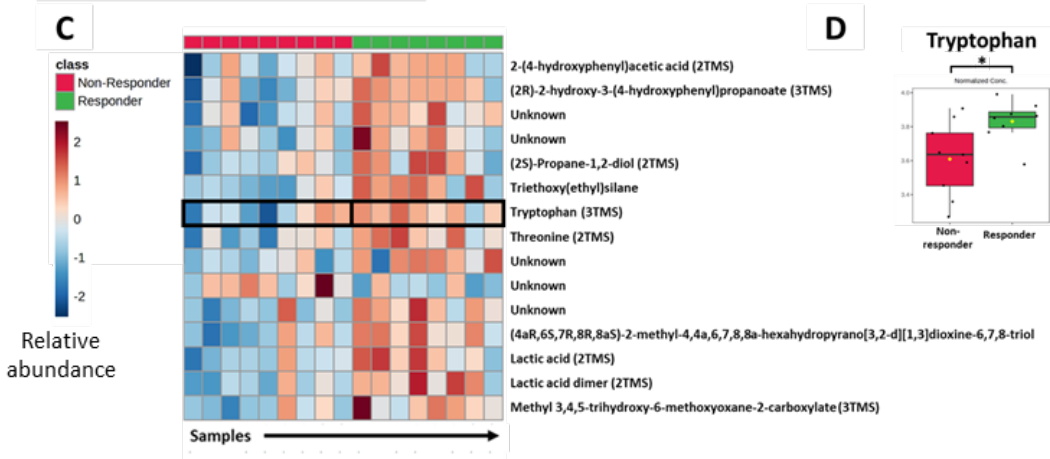 C
class
Non-Responder
Responder
2
1
0
-1
-2
Relative
abundance
2-(4-hydroxyphenyl)acetic acid (2TMS)
(2R)-2-hydroxy-3-(4-hydroxyphenyl)propanoate (3TMS)
Unknown
Unknown
(2S)-Propane-1,2-diol (2TMS)
Triethoxy(ethyl)silane
Tryptophan (3TMS)
Threonine (2TMS)
Unknown
Unknown
Unknown
(4aR,6S,7R,8R,8aS)-2-methyl-4,4a,6,7,8,8a-hexahydropyrano[3,2-d][1,3]dioxine-6,7,8-triol
Lactic acid (2TMS)
Lactic acid dimer (2TMS)
Methyl 3,4,5-trihydroxy-6-methoxyoxane-2-carboxylate (3TMS)
Samples
D
Tryptophan
*
Normalized Conc.
Non-
responder
Responder